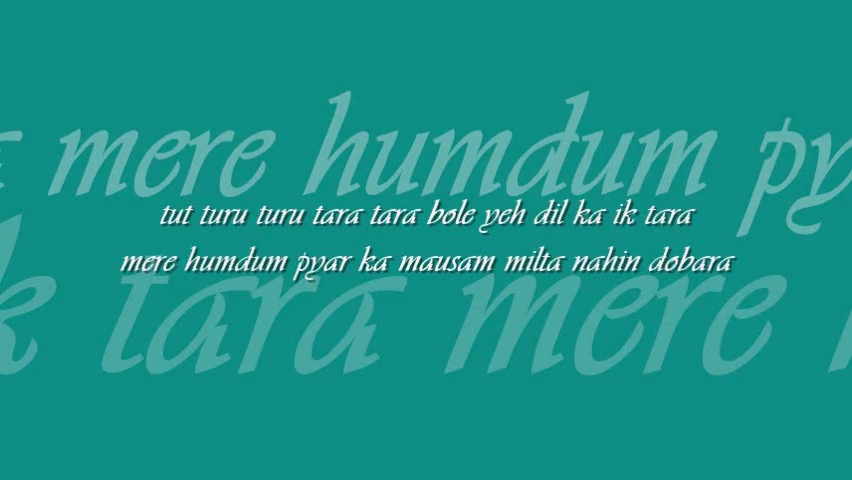 mere humdum
tut turu turu tara tara bole yeh dil ka ik tara
mere humdum pyar ka mausam milta nahin dobara
tara mere